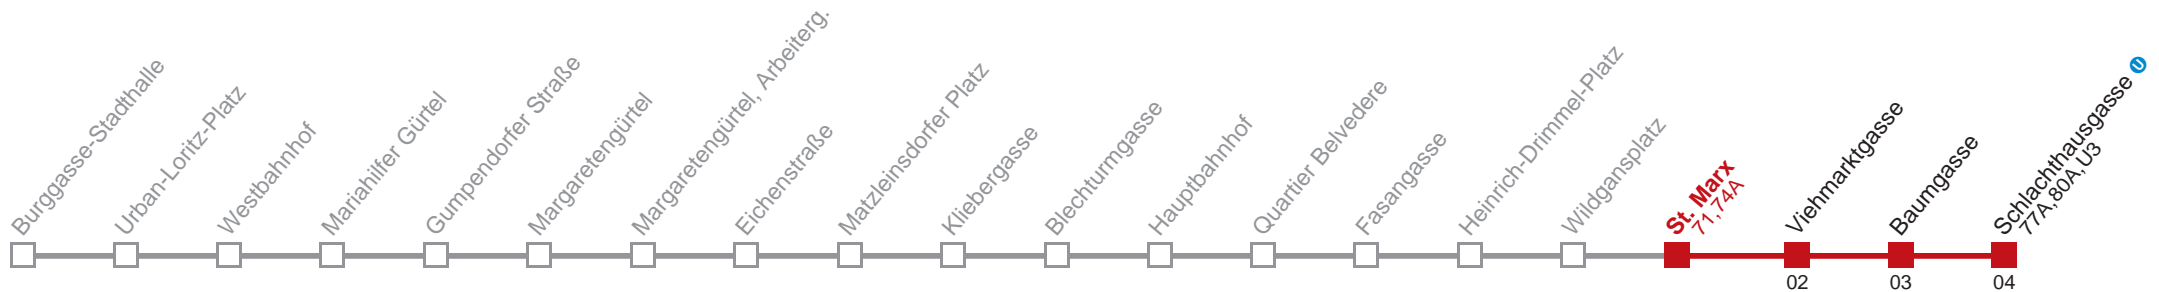 Burggasse-Stadthalle
Urban-Loritz-Platz
Westbahnhof
Mariahilfer Gürtel
Gumpendorfer Straße
Margaretengürtel
Margaretengürtel, Arbeiterg.
Eichenstraße
Matzleinsdorfer Platz
Kliebergasse
Blechturmgasse
Hauptbahnhof
Quartier Belvedere
Fasangasse
Heinrich-Drimmel-Platz
Wildgansplatz
St. Marx
71,74A
Viehmarktgasse
Baumgasse
Schlachthausgasse U
77A,80A,U3
02
03
04